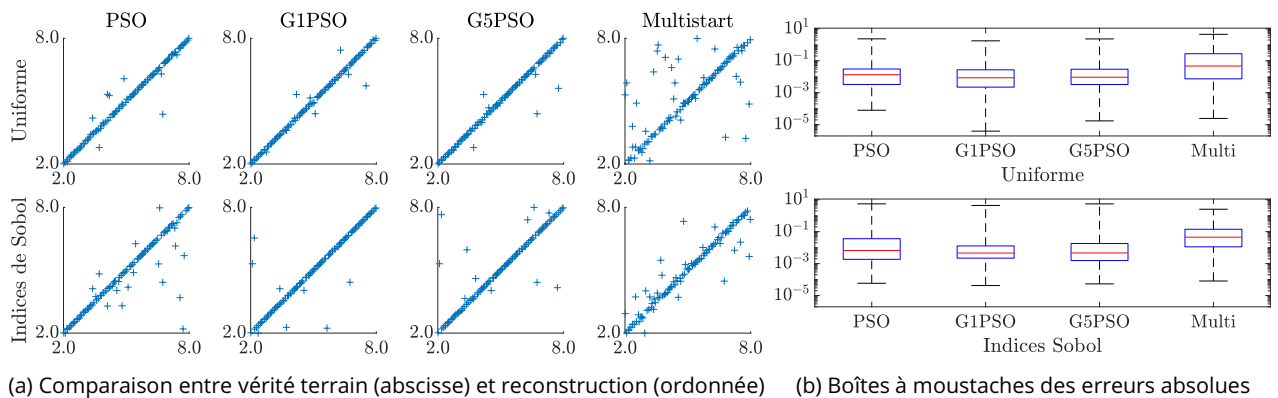 PSO G1PSO G5PSO Multistart
Uniforme
8.0 8.0 8.0 8.0
2.0 2.0 2.0 2.0
2.0 8.0 2.0 8.0 2.0 8.0 2.0 8.0
Indices de Sobol
8.0 8.0 8.0 8.0
2.0 2.0 2.0 2.0
2.0 8.0 2.0 8.0 2.0 8.0 2.0 8.0
(a) Comparaison entre vérité terrain (abscisse) et reconstruction (ordonnée)
10¹
10⁻¹
10⁻³
10⁻⁵
PSO G1PSO G5PSO Multi
Uniforme
10¹
10⁻¹
10⁻³
10⁻⁵
PSO G1PSO G5PSO Multi
Indices Sobol
(b) Boîtes à moustaches des erreurs absolues